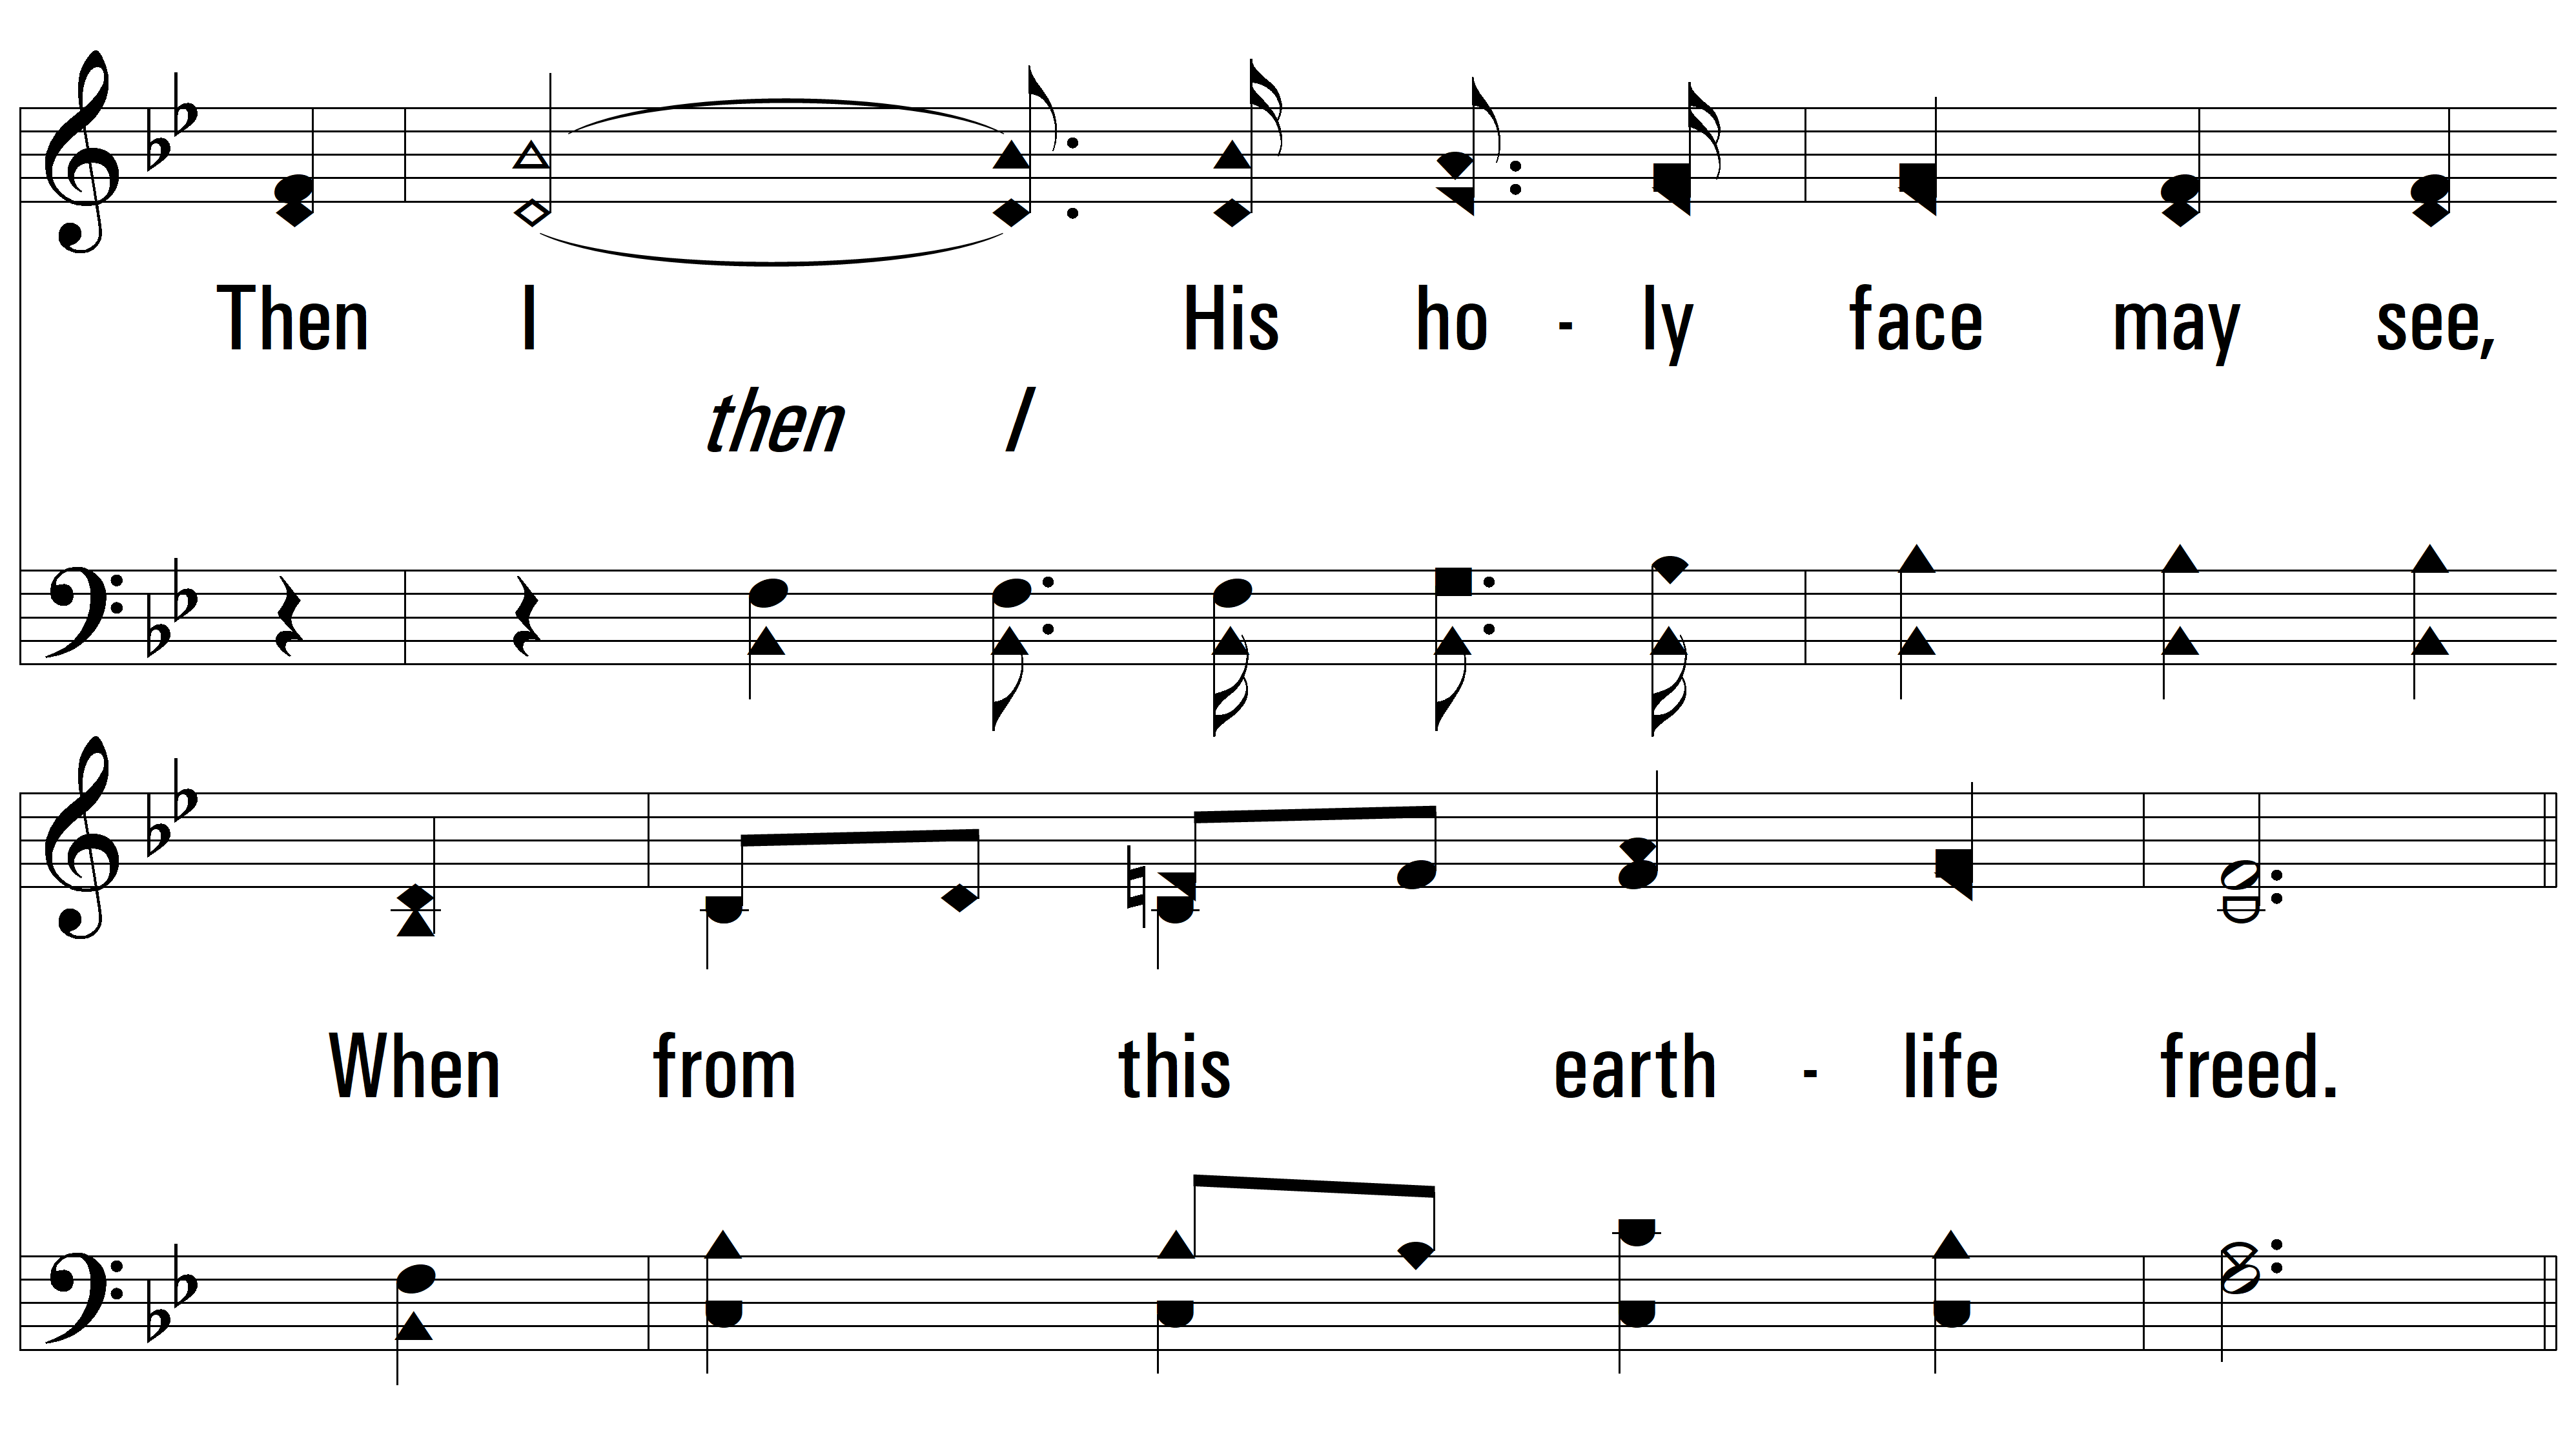 Then I His ho - ly face may see,
then I
When from this earth - life freed.